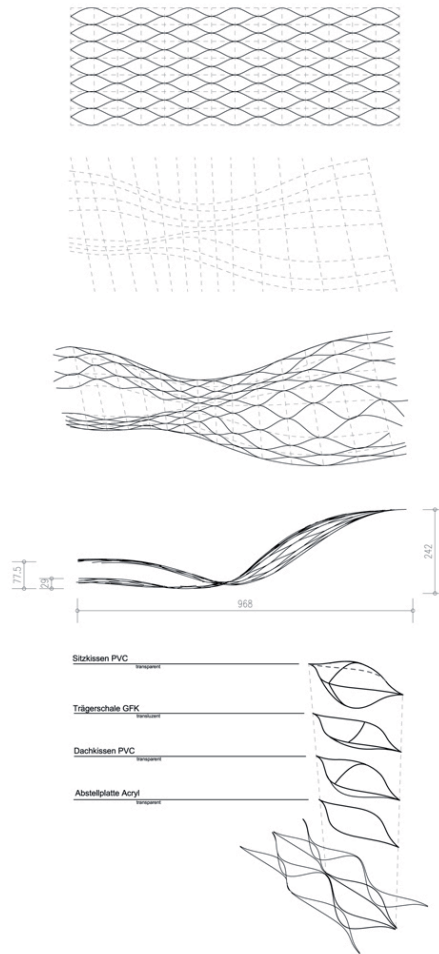 242
77.5
29
968
Sitzkissen PVC
transparent
Trägerschale GFK
transluzent
Dachkissen PVC
transparent
Abstellplatte Acryl
transparent